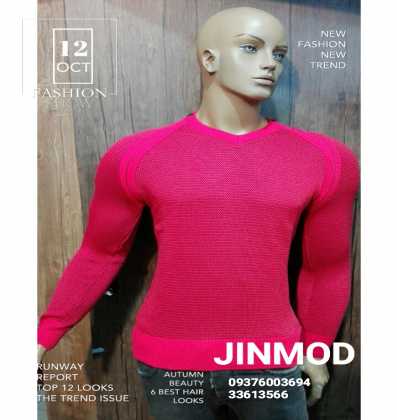 12
OCT
FASHION
SHOW
NEW
FASHION
NEW
TREND
JINMOD
09376003694
33613566
AUTUMN
BEAUTY
6 BEST HAIR
LOOKS
RUNWAY
REPORT
TOP 12 LOOKS
THE TREND ISSUE